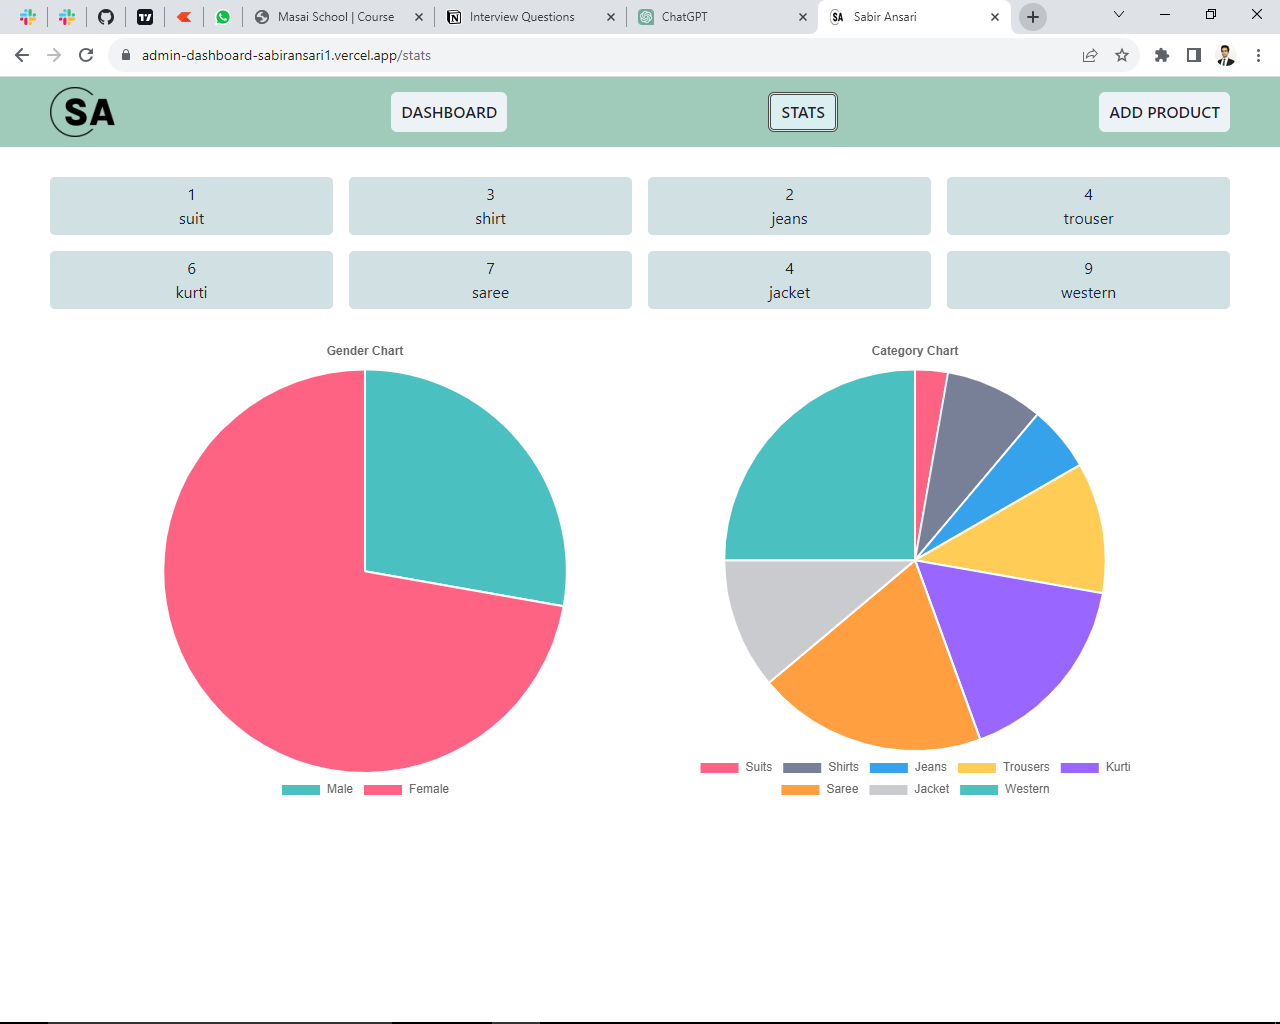 Masai School | Course
Interview Questions
ChatGPT
SA Sabir Ansari
admin-dashboard-sabiransari1.vercel.app/stats
SA
DASHBOARD
STATS
ADD PRODUCT
1
suit
3
shirt
2
jeans
4
trouser
6
kurti
7
saree
4
jacket
9
western
Gender Chart
Male Female
Category Chart
Suits Shirts Jeans Trousers Kurti
Saree Jacket Western